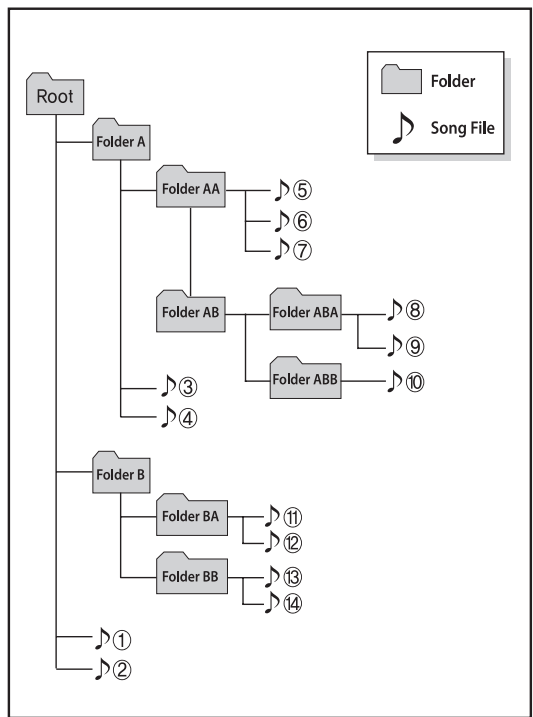 Root
Folder
Song File
Folder A
Folder AA
⑤
⑥
⑦
Folder AB
Folder ABA
⑧
⑨
Folder ABB
⑩
③
④
Folder B
Folder BA
⑪
⑫
Folder BB
⑬
⑭
①
②